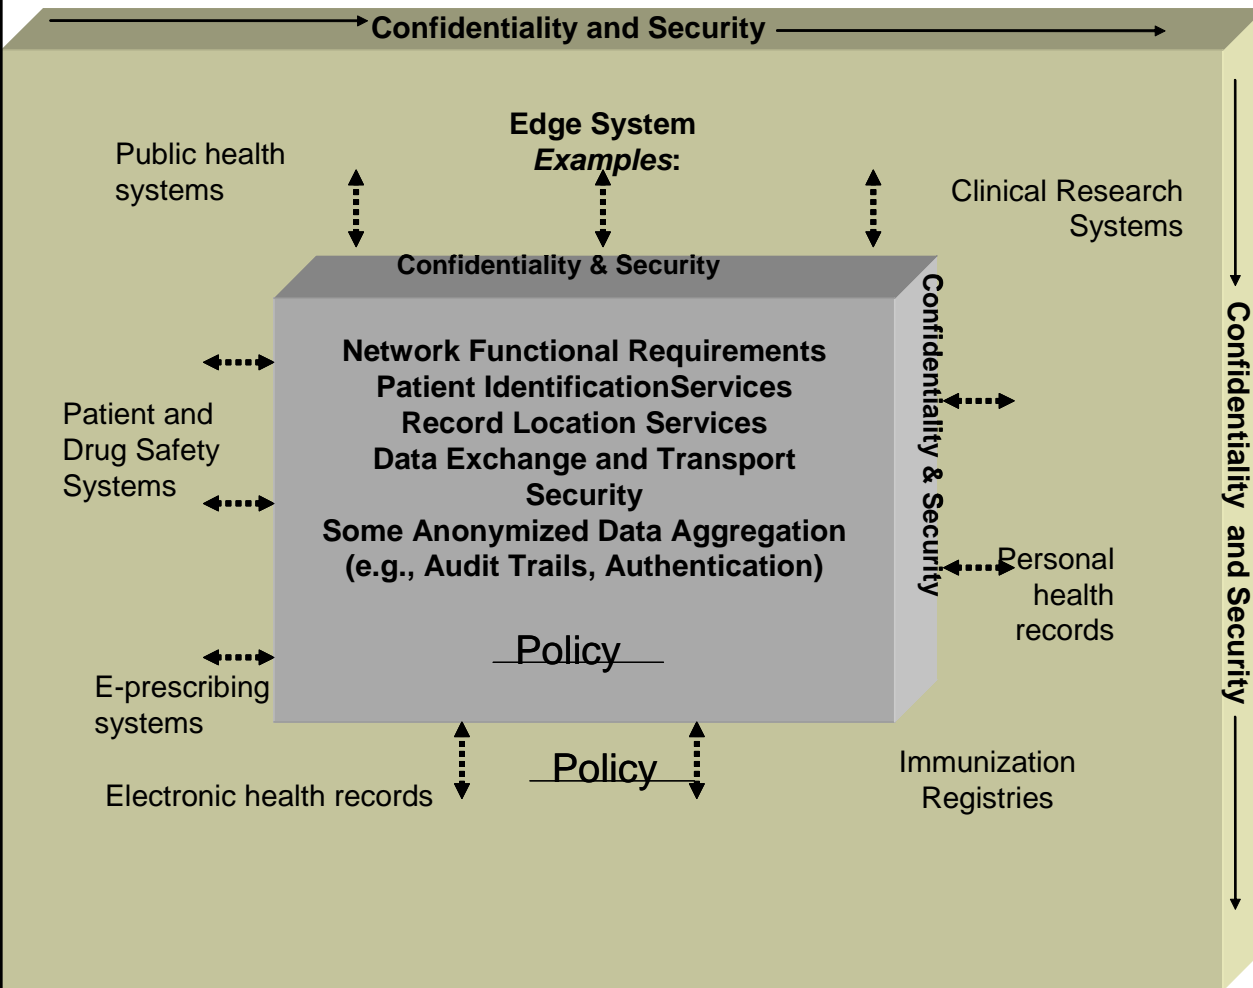 Confidentiality and Security
Edge System
Examples:
Public health
systems
Clinical Research
Systems
Confidentiality & Security
Network Functional Requirements
Patient IdentificationServices
Record Location Services
Data Exchange and Transport
Security
Some Anonymized Data Aggregation
(e.g., Audit Trails, Authentication)
Policy
Confidentiality & Security
Confidentiality and Security
Patient and
Drug Safety
Systems
Personal
health
records
E-prescribing
systems
Policy
Electronic health records
Immunization
Registries